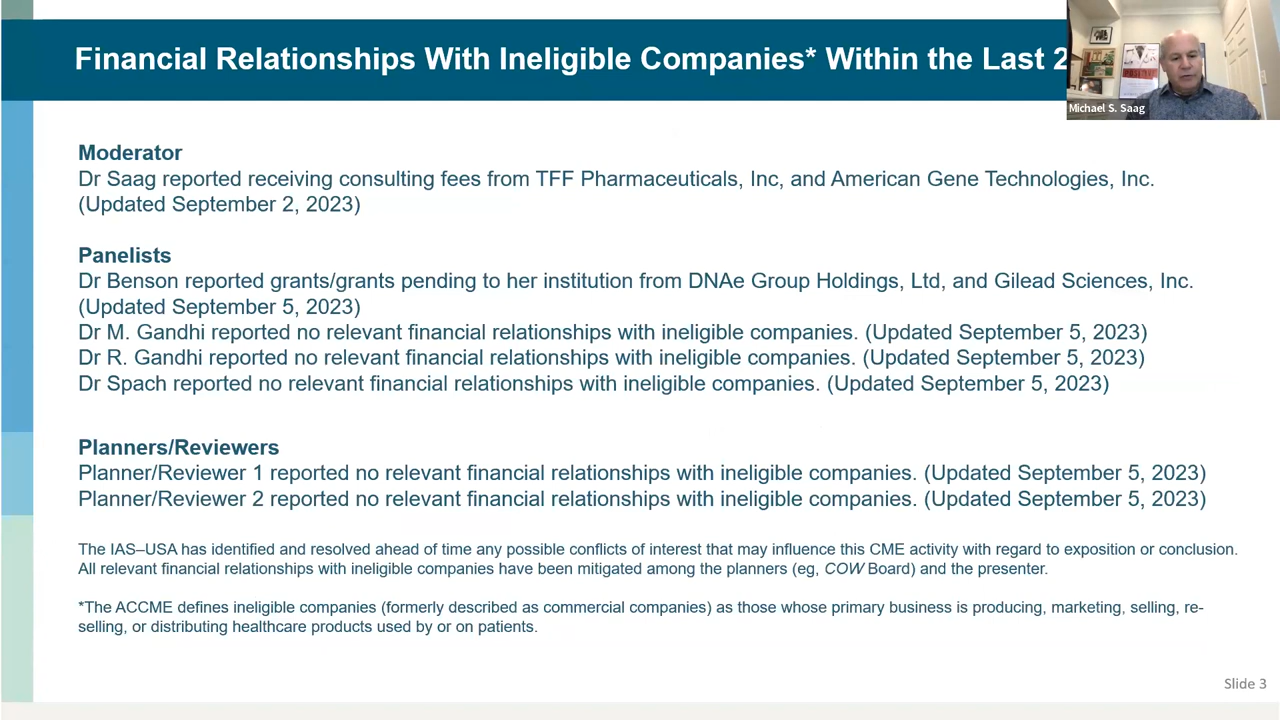 Financial Relationships With Ineligible Companies* Within the Last 2
Michael S. Saag
Moderator
Dr Saag reported receiving consulting fees from TFF Pharmaceuticals, Inc, and American Gene Technologies, Inc.
(Updated September 2, 2023)
Panelists
Dr Benson reported grants/grants pending to her institution from DNAe Group Holdings, Ltd, and Gilead Sciences, Inc.
(Updated September 5, 2023)
Dr M. Gandhi reported no relevant financial relationships with ineligible companies. (Updated September 5, 2023)
Dr R. Gandhi reported no relevant financial relationships with ineligible companies. (Updated September 5, 2023)
Dr Spach reported no relevant financial relationships with ineligible companies. (Updated September 5, 2023)
Planners/Reviewers
Planner/Reviewer 1 reported no relevant financial relationships with ineligible companies. (Updated September 5, 2023)
Planner/Reviewer 2 reported no relevant financial relationships with ineligible companies. (Updated September 5, 2023)
The IAS–USA has identified and resolved ahead of time any possible conflicts of interest that may influence this CME activity with regard to exposition or conclusion.
All relevant financial relationships with ineligible companies have been mitigated among the planners (eg, COW Board) and the presenter.
*The ACCME defines ineligible companies (formerly described as commercial companies) as those whose primary business is producing, marketing, selling, re-
selling, or distributing healthcare products used by or on patients.
Slide 3